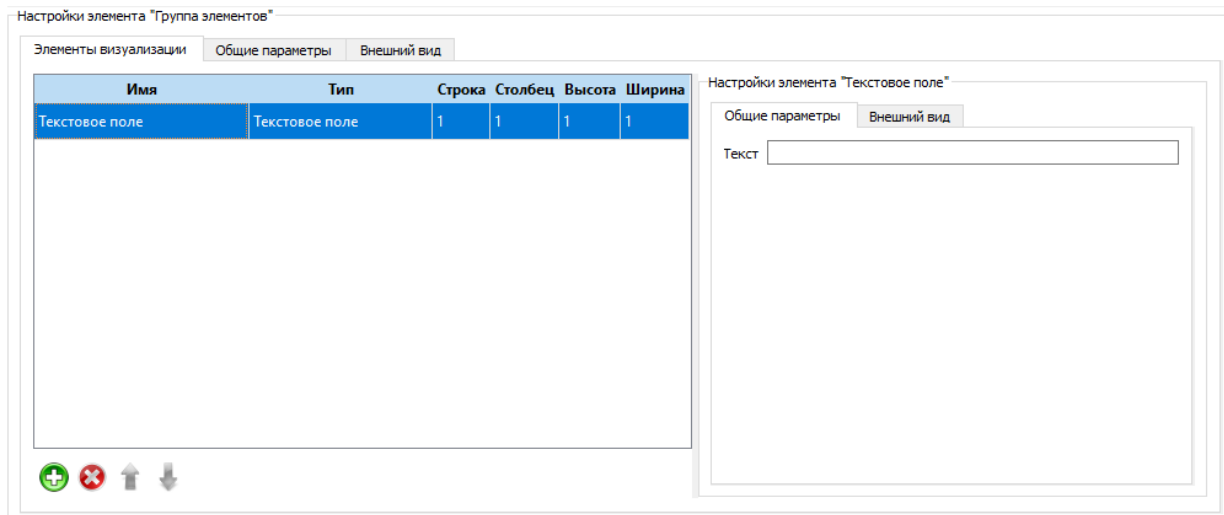 Настройки элемента "Группа элементов"
Элементы визуализации Общие параметры Внешний вид
Имя Тип Строка Столбец Высота Ширина
Текстовое поле Текстовое поле 1 1 1 1
Настройки элемента "Текстовое поле"
Общие параметры Внешний вид
Текст